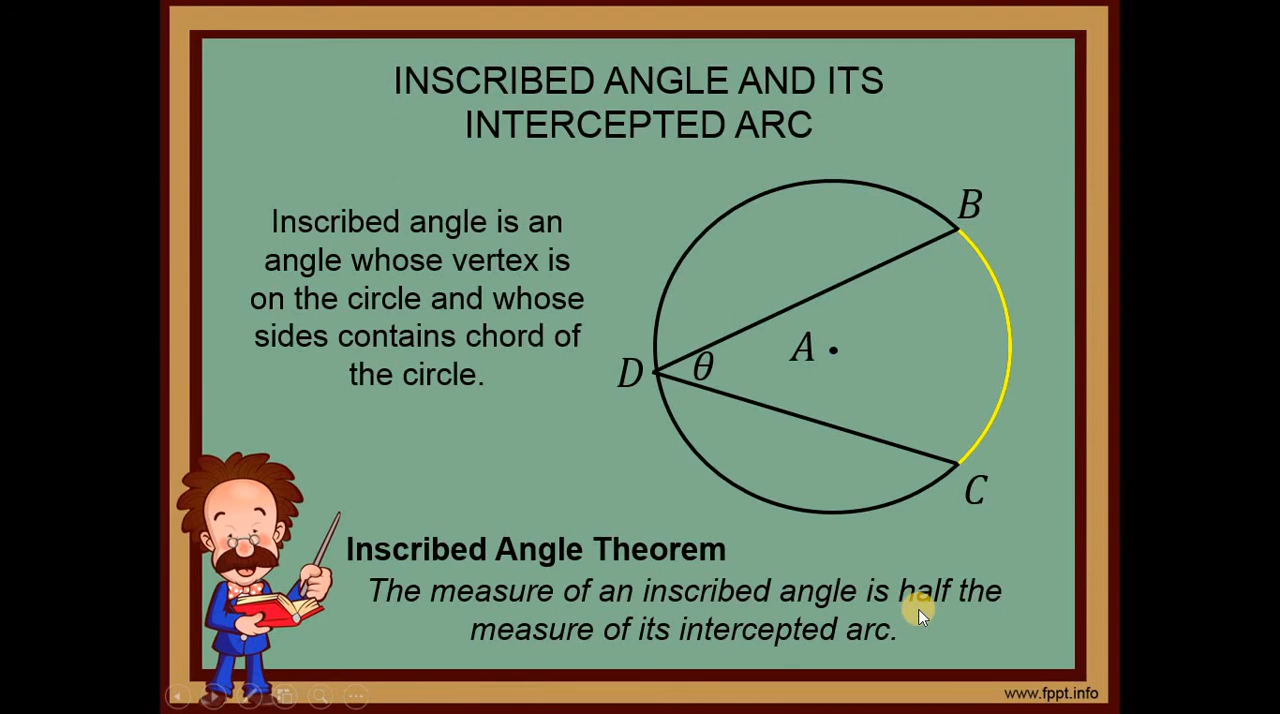 INSCRIBED ANGLE AND ITS
INTERCEPTED ARC
Inscribed angle is an
angle whose vertex is
on the circle and whose
sides contains chord of
the circle.
B
A
D
θ
C
Inscribed Angle Theorem
The measure of an inscribed angle is half the
measure of its intercepted arc.
www.fppt.info